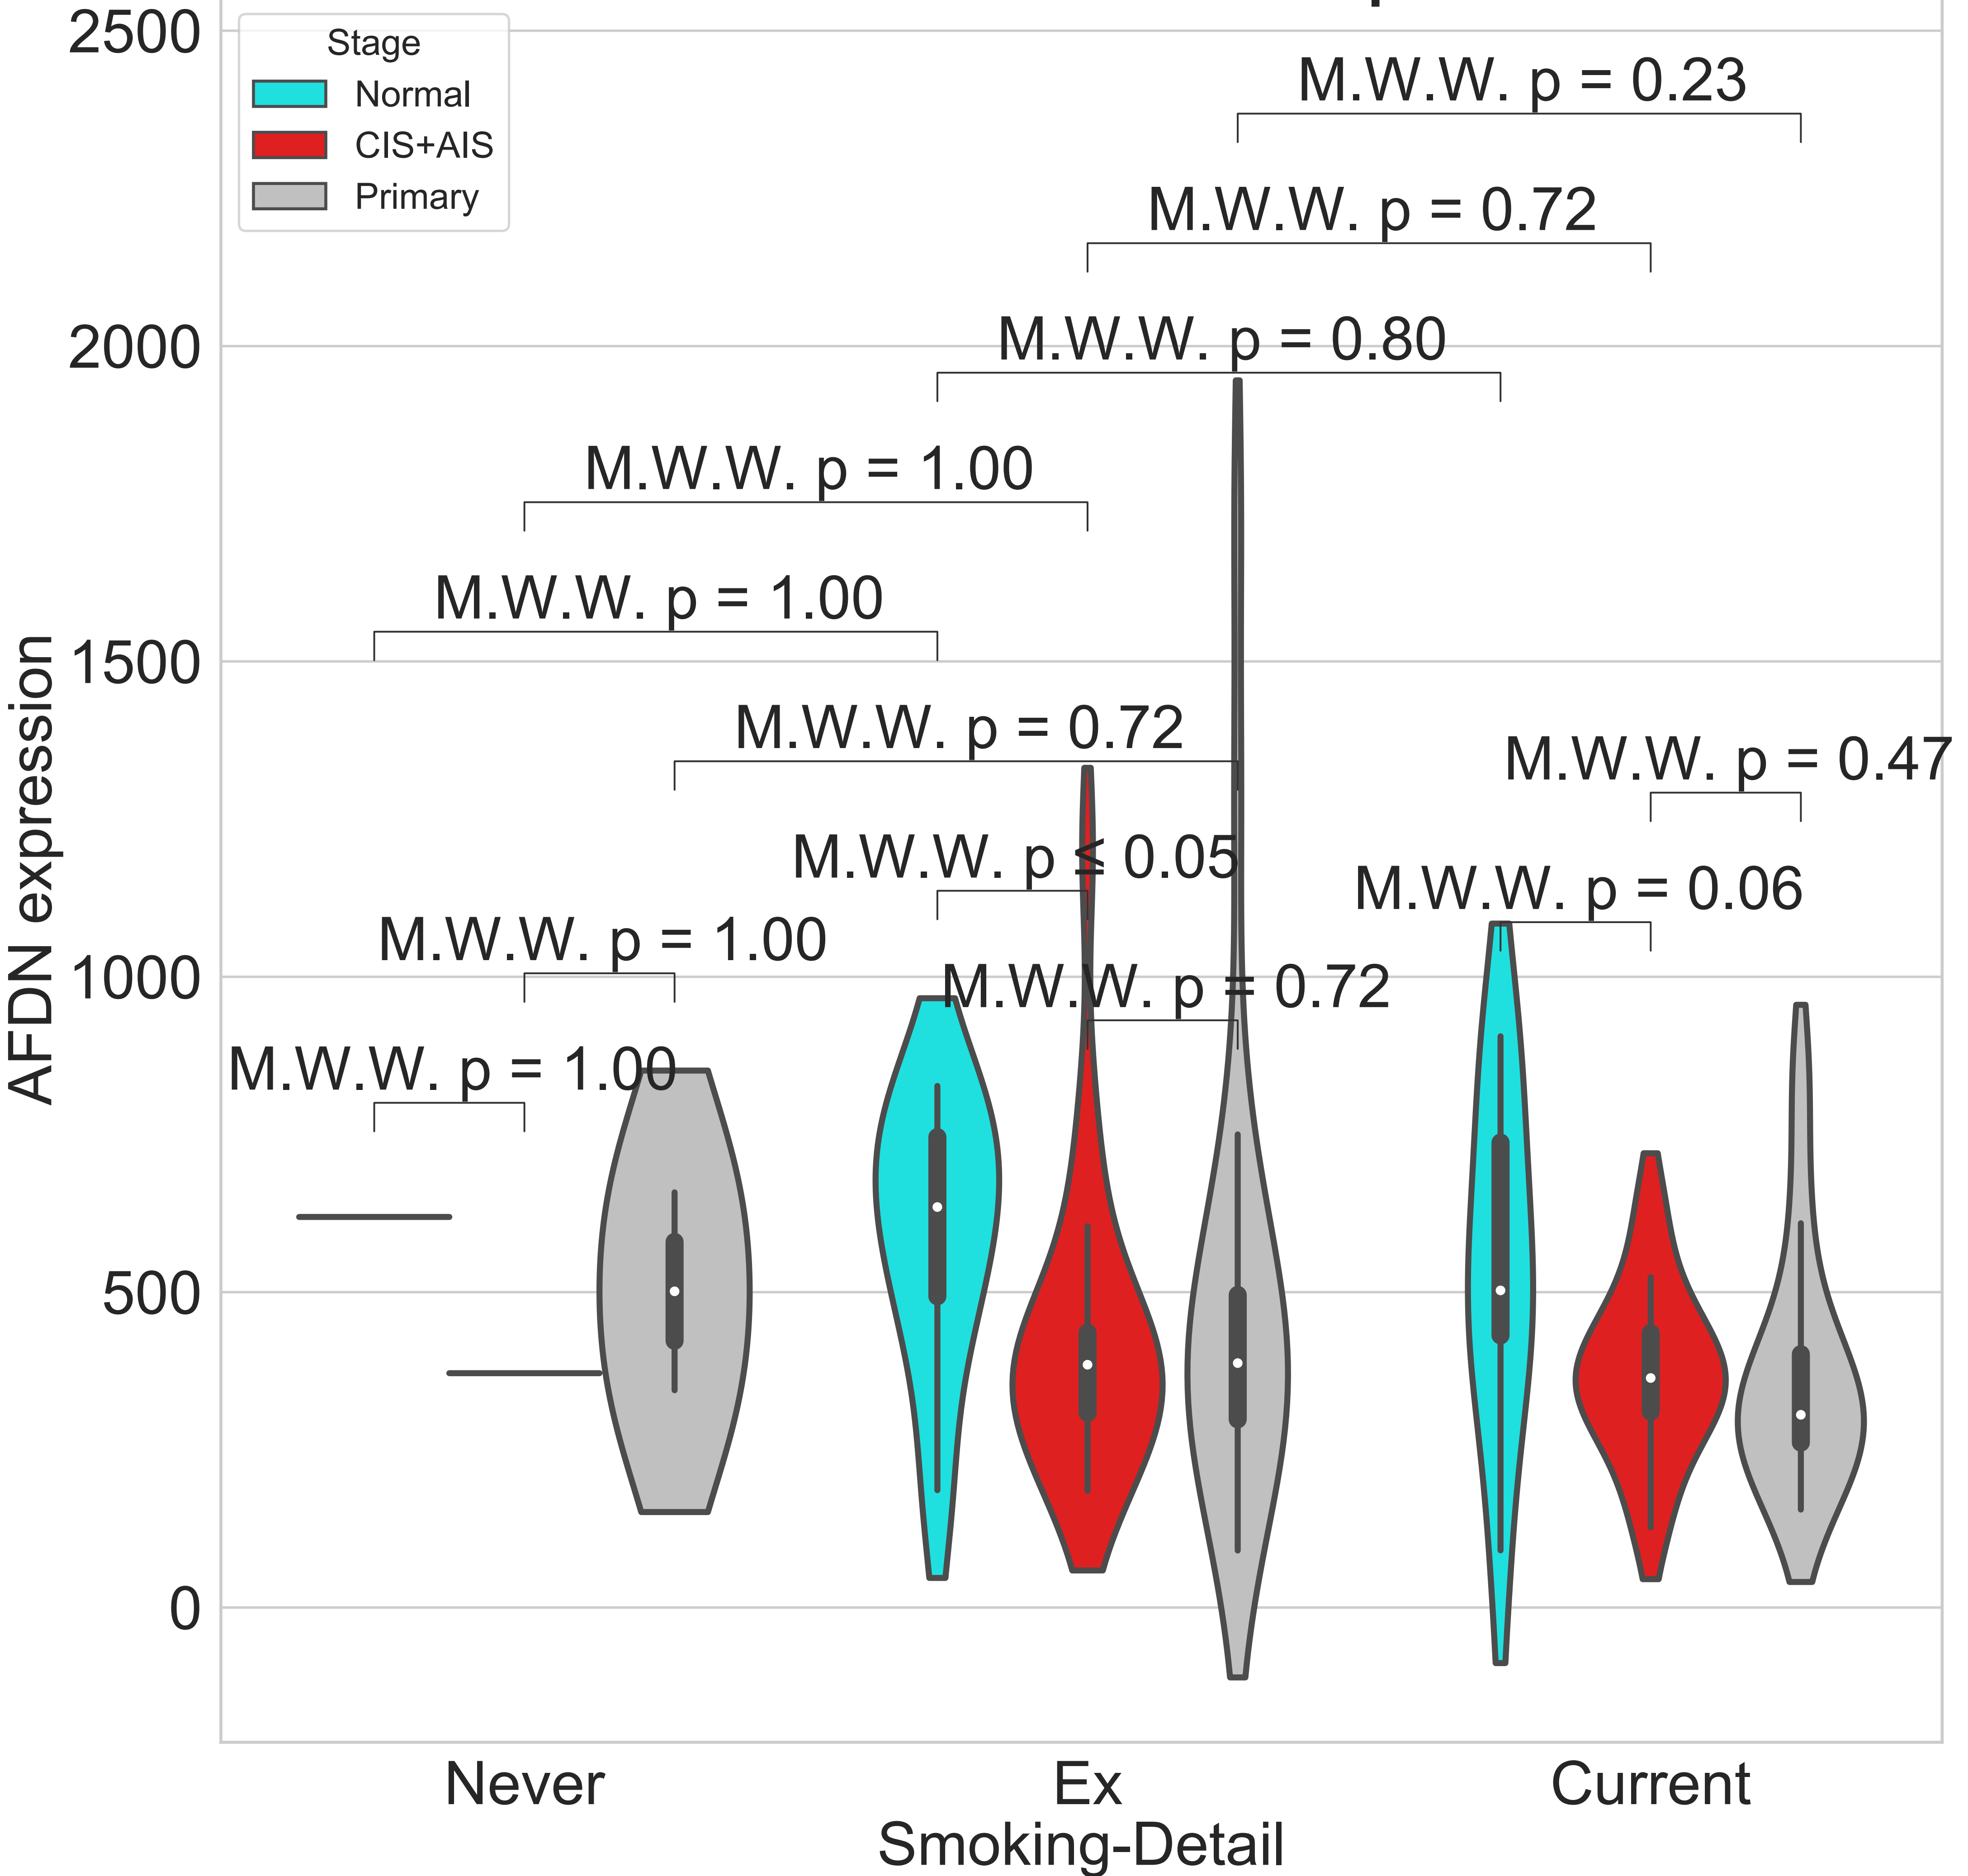 2500
2000
1500
1000
500
0
AFDN expression
Stage
Normal
CIS+AIS
Primary
M.W.W. p = 0.23
M.W.W. p = 0.72
M.W.W. p = 0.80
M.W.W. p = 1.00
M.W.W. p = 1.00
M.W.W. p = 0.72
M.W.W. p = 0.47
M.W.W. p ≤ 0.05
M.W.W. p = 0.06
M.W.W. p = 1.00
M.W.W. p = 0.72
M.W.W. p = 1.00
Never
Ex
Current
Smoking-Detail